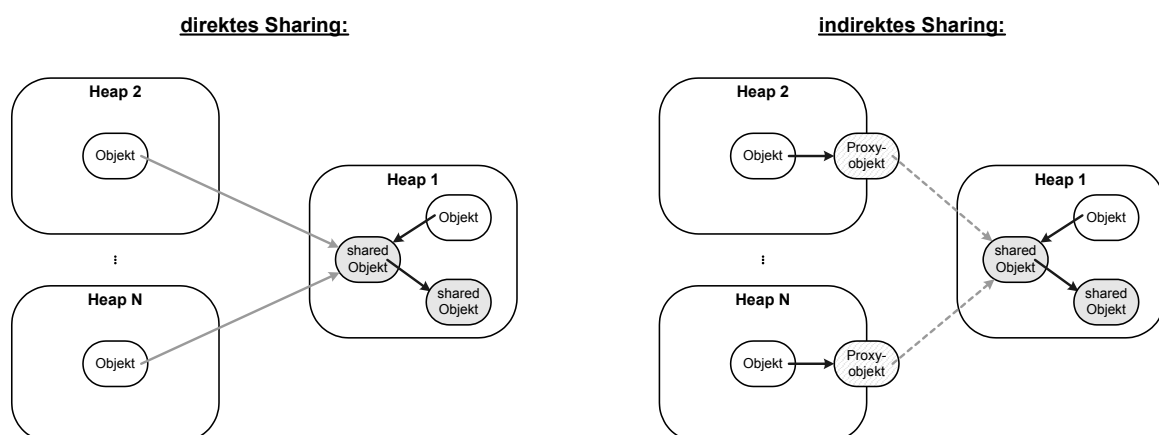 direktes Sharing:
Heap 2
Objekt
Heap 1
Objekt
shared
Objekt
shared
Objekt
...
Heap N
Objekt
indirektes Sharing:
Heap 2
Objekt
Proxy-
objekt
Heap 1
Objekt
shared
Objekt
shared
Objekt
...
Heap N
Objekt
Proxy-
objekt